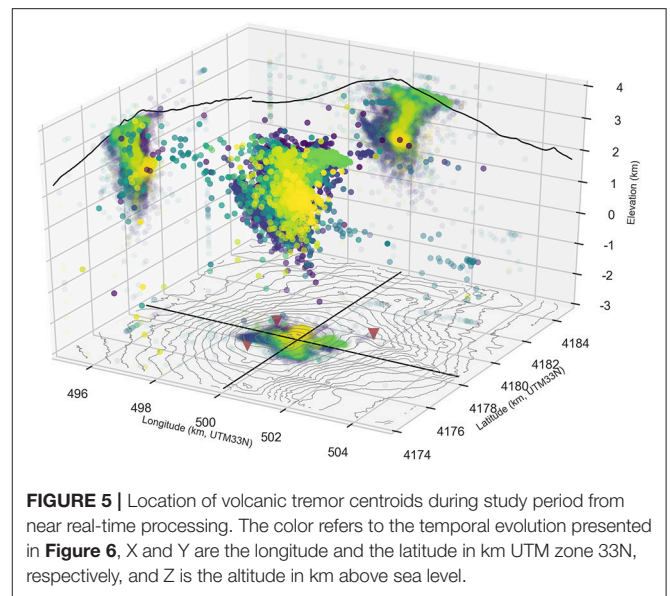 4
3
2
1
0
-1
-2
-3
Elevation (km)
4184
4182
4180
4178
4176
4174
Latitude (km, UTM33N)
496
498
500
502
504
Longitude (km, UTM33N)
FIGURE 5 | Location of volcanic tremor centroids during study period from
near real-time processing. The color refers to the temporal evolution presented
in Figure 6, X and Y are the longitude and the latitude in km UTM zone 33N,
respectively, and Z is the altitude in km above sea level.